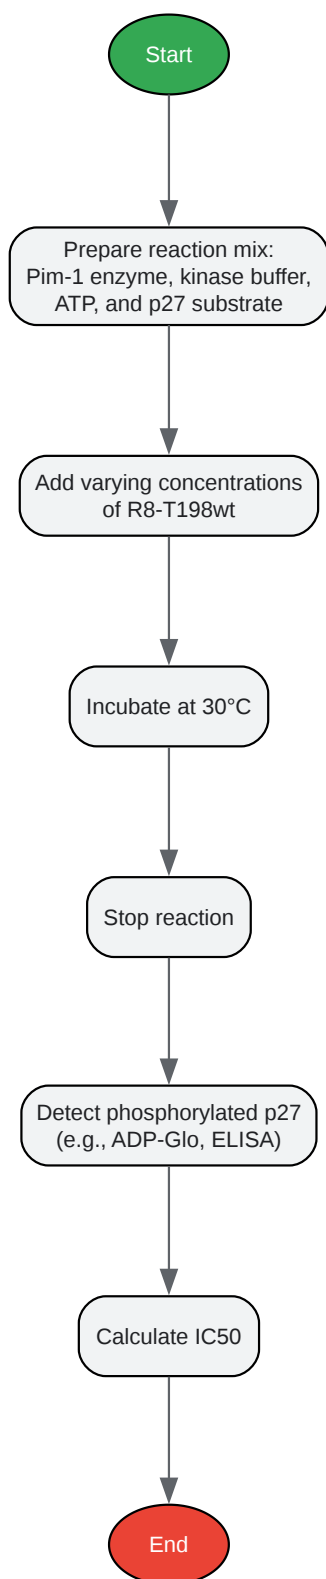 Start
Prepare reaction mix:
Pim-1 enzyme, kinase buffer,
ATP, and p27 substrate
Add varying concentrations
of R8-T198wt
Incubate at 30°C
Stop reaction
Detect phosphorylated p27
(e.g., ADP-Glo, ELISA)
Calculate IC50
End